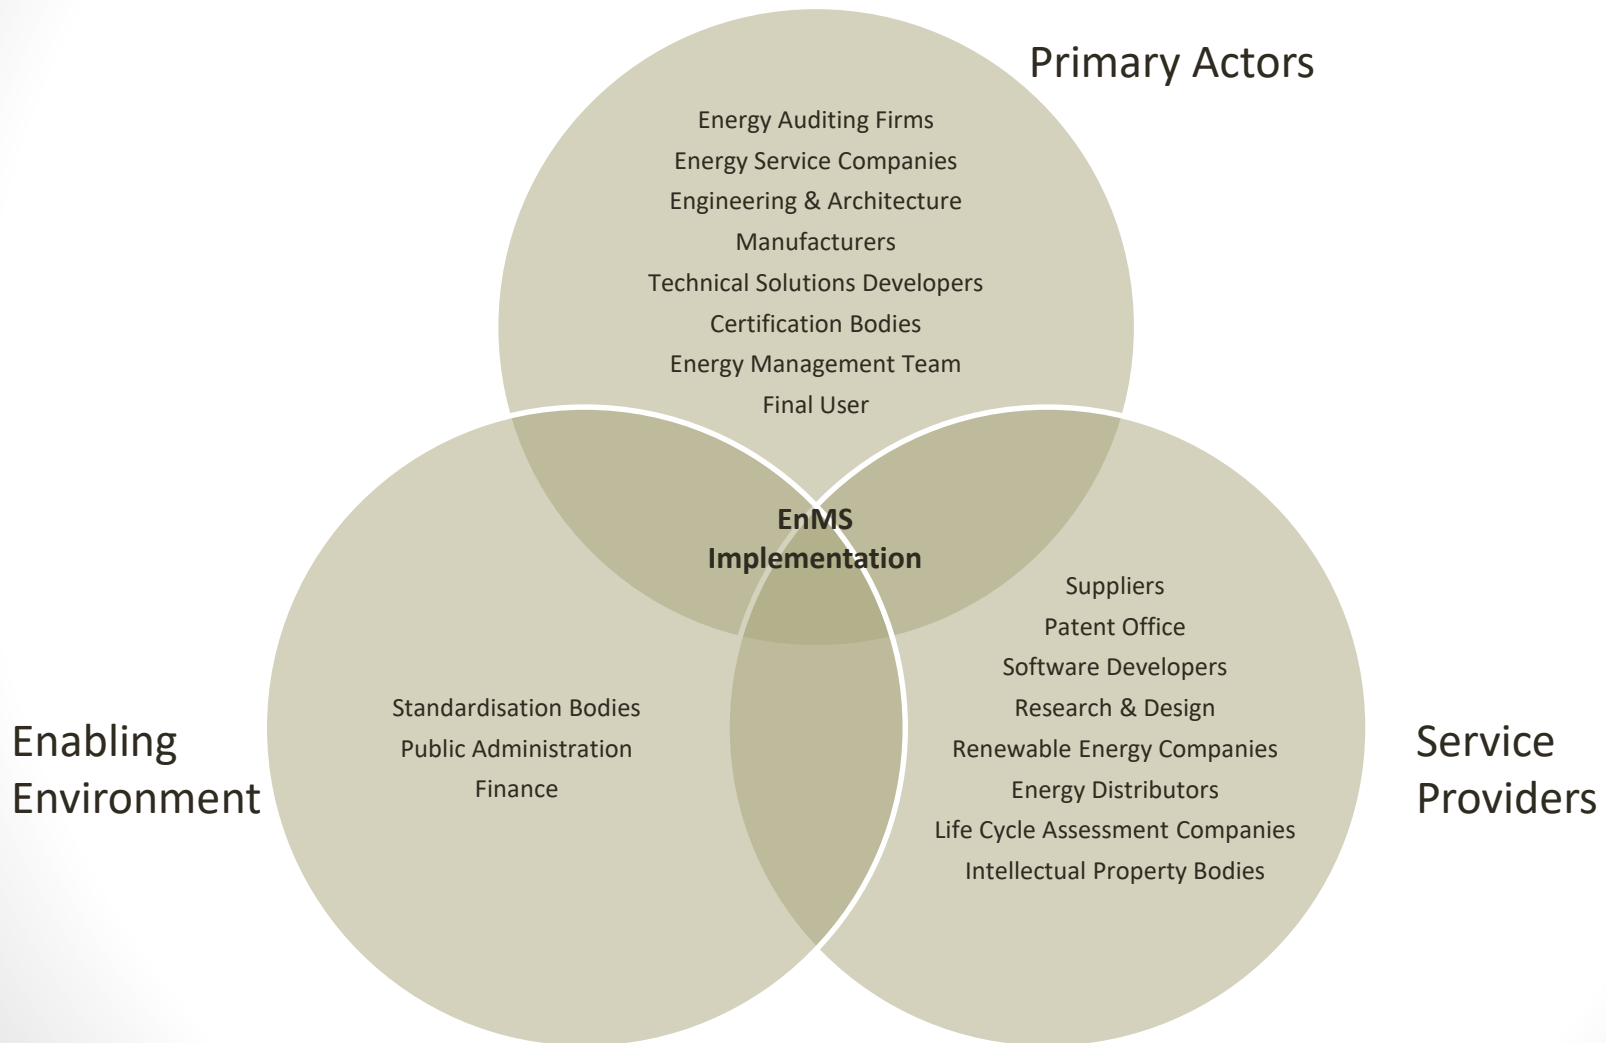 Primary Actors
Energy Auditing Firms
Energy Service Companies
Engineering & Architecture
Manufacturers
Technical Solutions Developers
Certification Bodies
Energy Management Team
Final User
EnMS
Implementation
Suppliers
Patent Office
Software Developers
Research & Design
Renewable Energy Companies
Energy Distributors
Life Cycle Assessment Companies
Intellectual Property Bodies
Service
Providers
Standardisation Bodies
Public Administration
Finance
Enabling
Environment